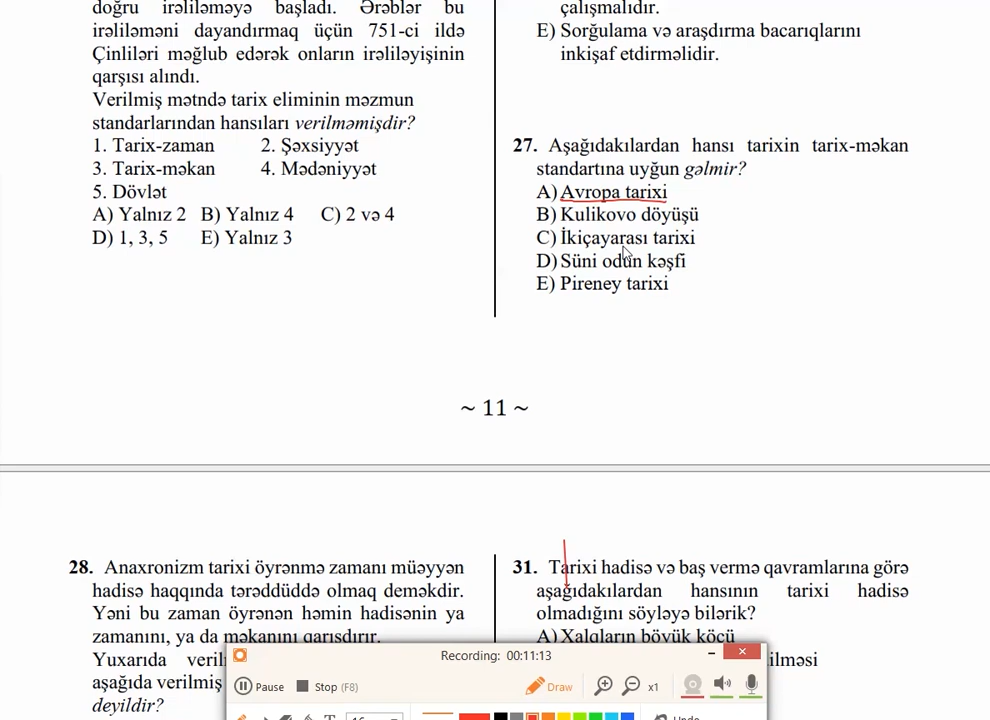 doğru irəliləməyə başladı. Ərəblər bu
irəliləməni dayandırmaq üçün 751-ci ildə
Çinliləri məğlub edərək onların irəliləyişinin
qarşısı alındı.
Verilmiş mətndə tarix eliminin məzmun
standarlarından hansıları verilməmişdir?
1. Tarix-zaman 2. Şəxsiyyət
3. Tarix-məkan 4. Mədəniyyət
5. Dövlət
A) Yalnız 2 B) Yalnız 4 C) 2 və 4
D) 1, 3, 5 E) Yalnız 3
çalışmalıdır.
E) Sorğulama və araşdırma bacarıqlarını
inkişaf etdirməlidir.
27. Aşağıdakılardan hansı tarixin tarix-məkan
standartına uyğun gəlmir?
A) Avropa tarixi
B) Kulikovo döyüşü
C) İkiçayarası tarixi
D) Süni odun kəşfi
E) Pireney tarixi
~ 11 ~
28. Anaxronizm tarixi öyrənmə zamanı müəyyən
hadisə haqqında tərəddüddə olmaq deməkdir.
Yəni bu zaman öyrənən həmin hadisənin ya
zamanını, ya da məkanını qarışdırır.
Yuxarıda
aşağıda verilmiş
deyildir?
31. Tarixi hadisə və baş vermə qavramlarına görə
aşağıdakılardan hansının tarixi hadisə
olmadığını söyləyə bilərik?
A) Xalqların böyük köçü
Recording: 00:11:13
Pause Stop (F8) Draw x1
Undo